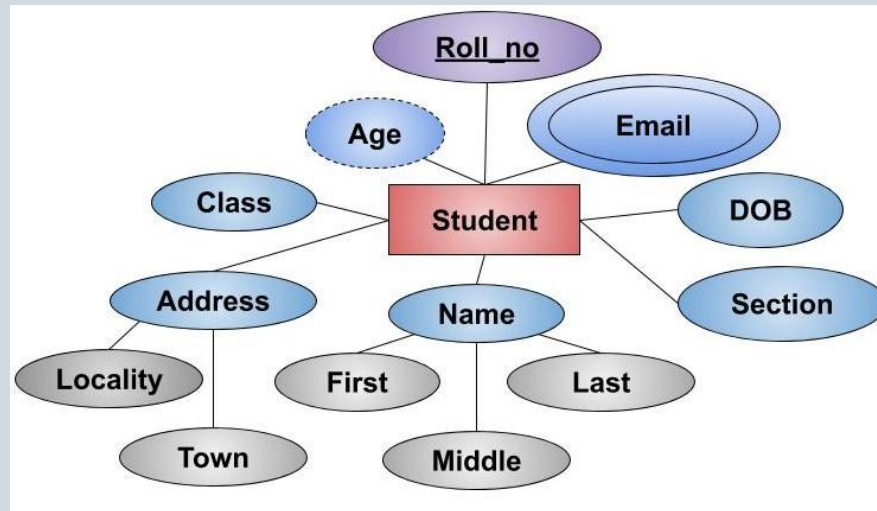 Roll_no
Age
Email
Class
Student
DOB
Address
Name
Section
Locality
First
Last
Town
Middle